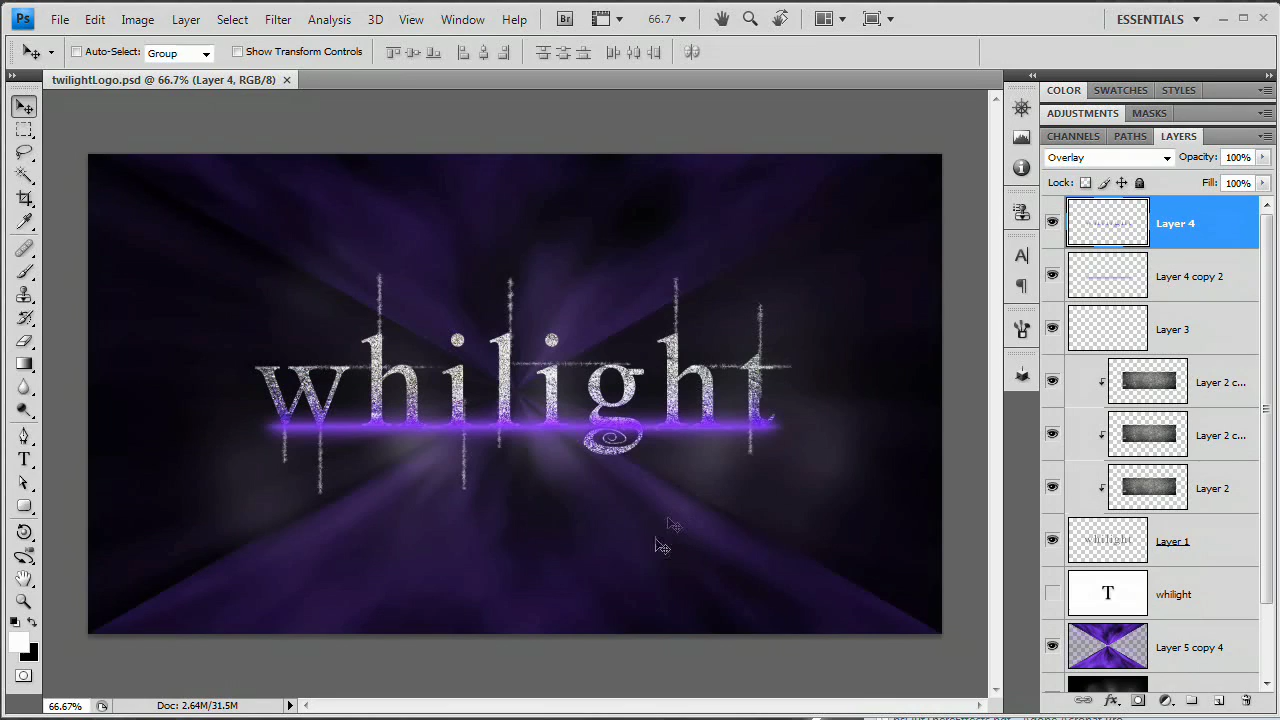 Ps File Edit Image Layer Select Filter Analysis 3D View Window Help Br 66.7 ESSENTIALS
Auto-Select: Group Show Transform Controls
twilightLogo.psd @ 66.7% (Layer 4, RGB/8)
COLOR SWATCHES STYLES
ADJUSTMENTS MASKS
CHANNELS PATHS LAYERS
Overlay Opacity: 100%
Lock: Fill: 100%
Layer 4
Layer 4 copy 2
Layer 3
Layer 2 c...
Layer 2 c...
Layer 2
Layer 1
whilight
Layer 5 copy 4
whilight
66.67% Doc: 2.64M/31.5M